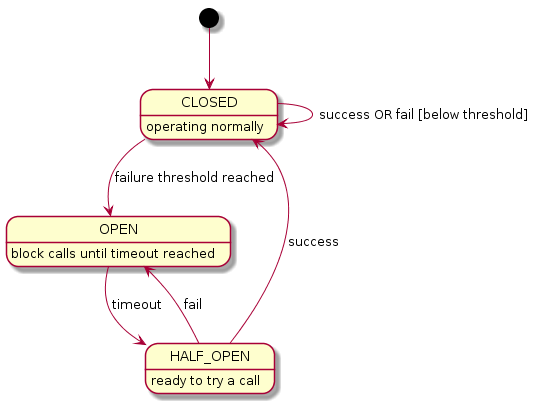 CLOSED
operating normally
success OR fail [below threshold]
failure threshold reached
OPEN
block calls until timeout reached
success
timeout
fail
HALF_OPEN
ready to try a call